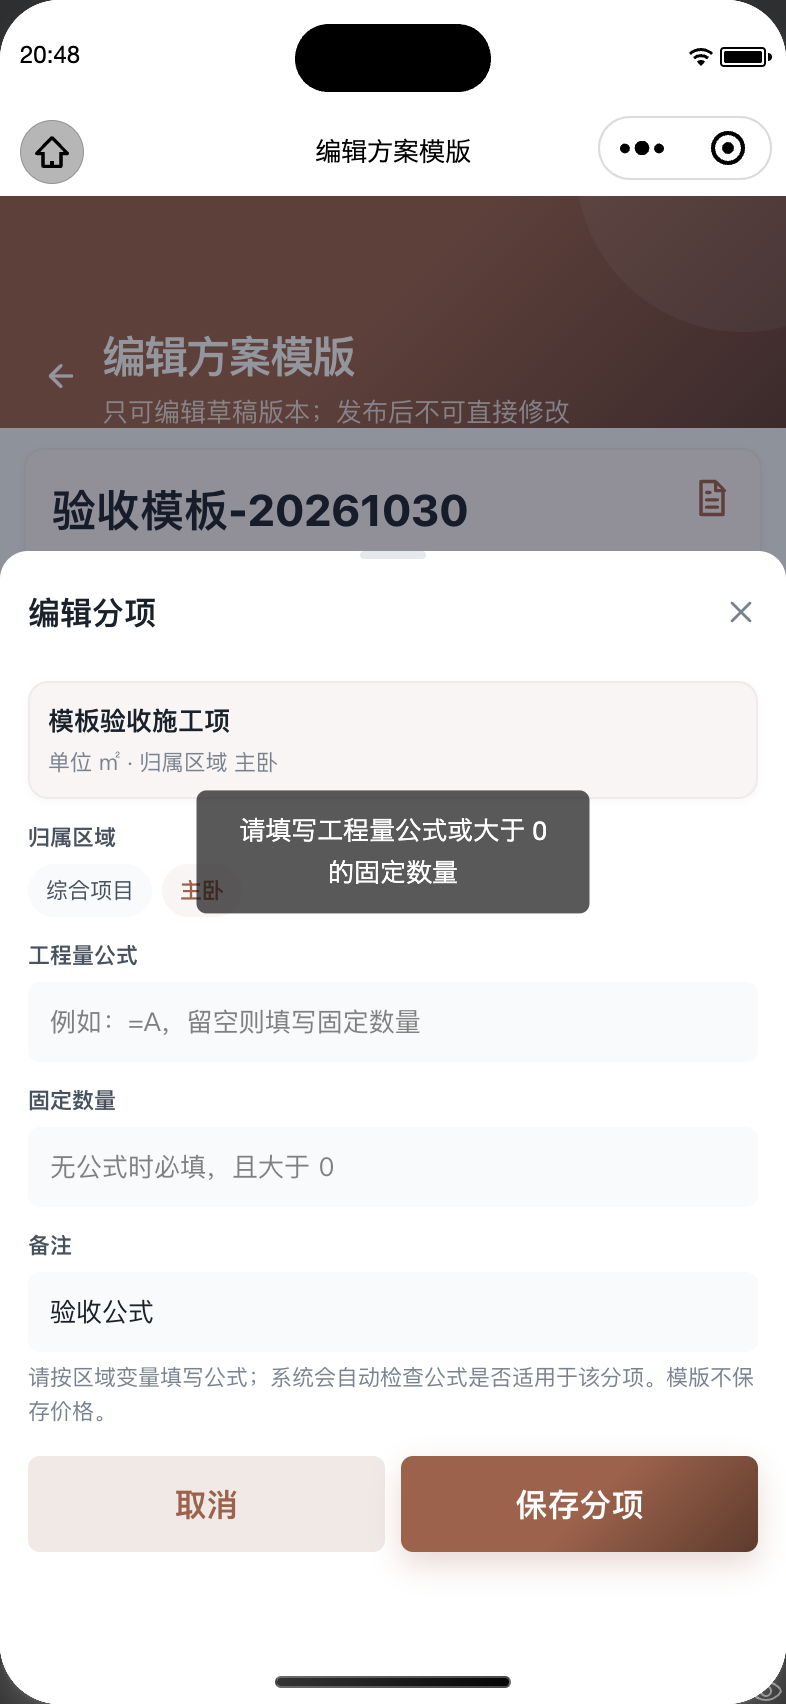 20:48
编辑方案模版
编辑方案模版
只可编辑草稿版本；发布后不可直接修改
验收模板-20261030
编辑分项
模板验收施工项
单位 ㎡ · 归属区域 主卧
请填写工程量公式或大于 0
的固定数量
归属区域
综合项目
主卧
工程量公式
例如：=A，留空则填写固定数量
固定数量
无公式时必填，且大于 0
备注
验收公式
请按区域变量填写公式；系统会自动检查公式是否适用于该分项。模版不保
存价格。
取消
保存分项